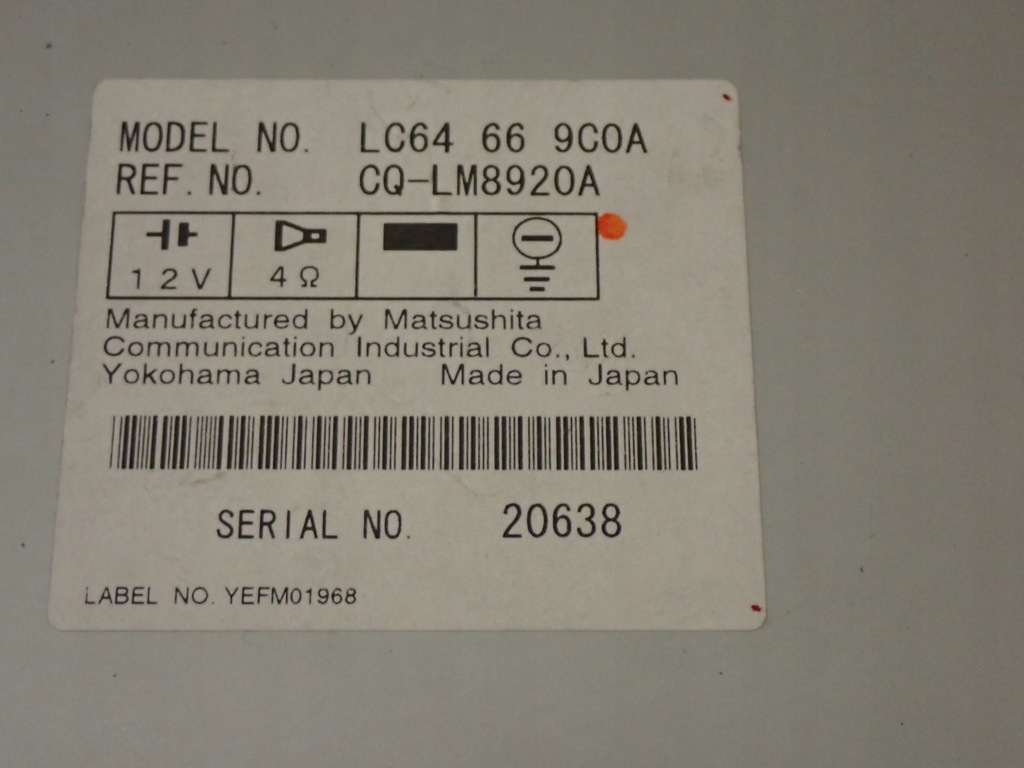 MODEL NO. LC64 66 9C0A
REF. NO. CQ-LM8920A
12V 4Ω
Manufactured by Matsushita
Communication Industrial Co., Ltd.
Yokohama Japan Made in Japan
SERIAL NO. 20638
LABEL NO. YEFM01968